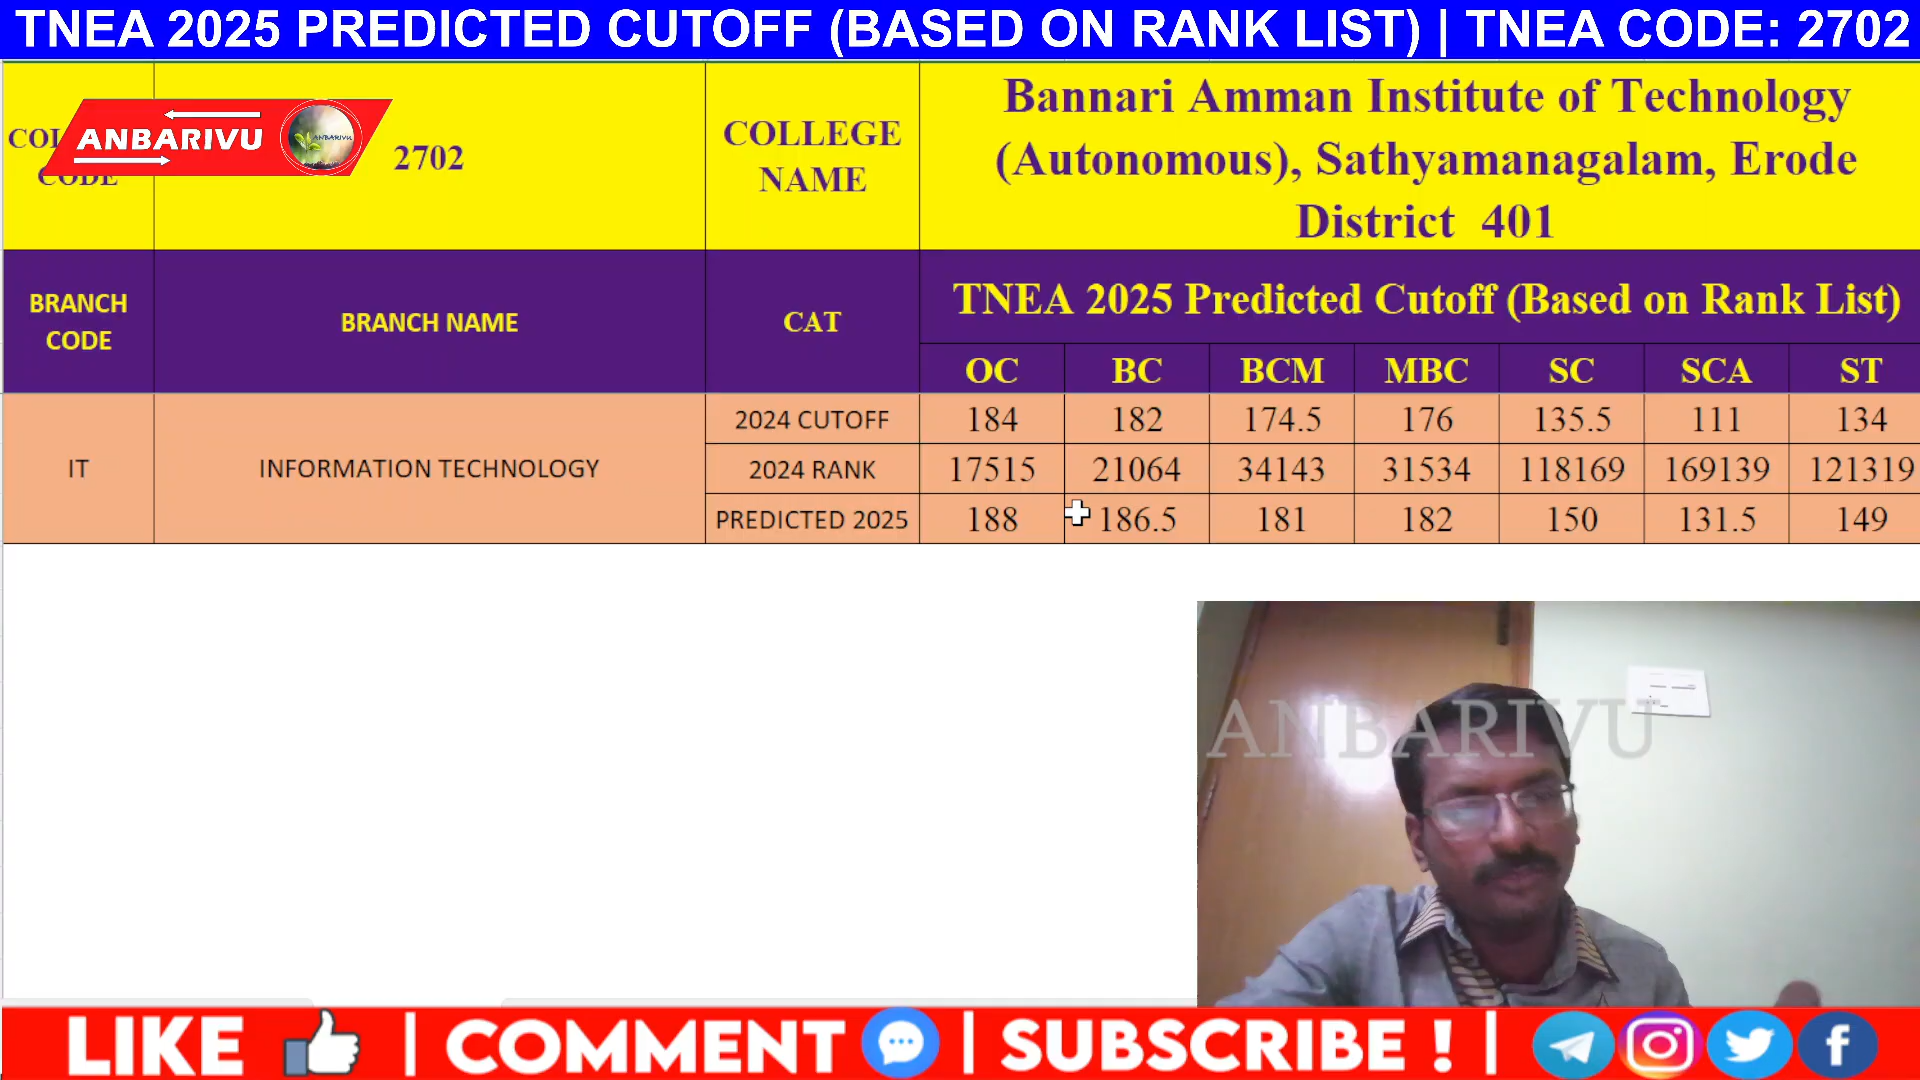 TNEA 2025 PREDICTED CUTOFF (BASED ON RANK LIST) | TNEA CODE: 2702
CODE
ANBARIVU
ANBARIVU
2702
COLLEGE
NAME
Bannari Amman Institute of Technology
(Autonomous), Sathyamanagalam, Erode
District 401
BRANCH
CODE
BRANCH NAME
CAT
TNEA 2025 Predicted Cutoff (Based on Rank List)
OC BC BCM MBC SC SCA ST
IT
INFORMATION TECHNOLOGY
2024 CUTOFF 184 182 174.5 176 135.5 111 134
2024 RANK 17515 21064 34143 31534 118169 169139 121319
PREDICTED 2025 188 186.5 181 182 150 131.5 149
ANBARIVU
LIKE | COMMENT | SUBSCRIBE ! |